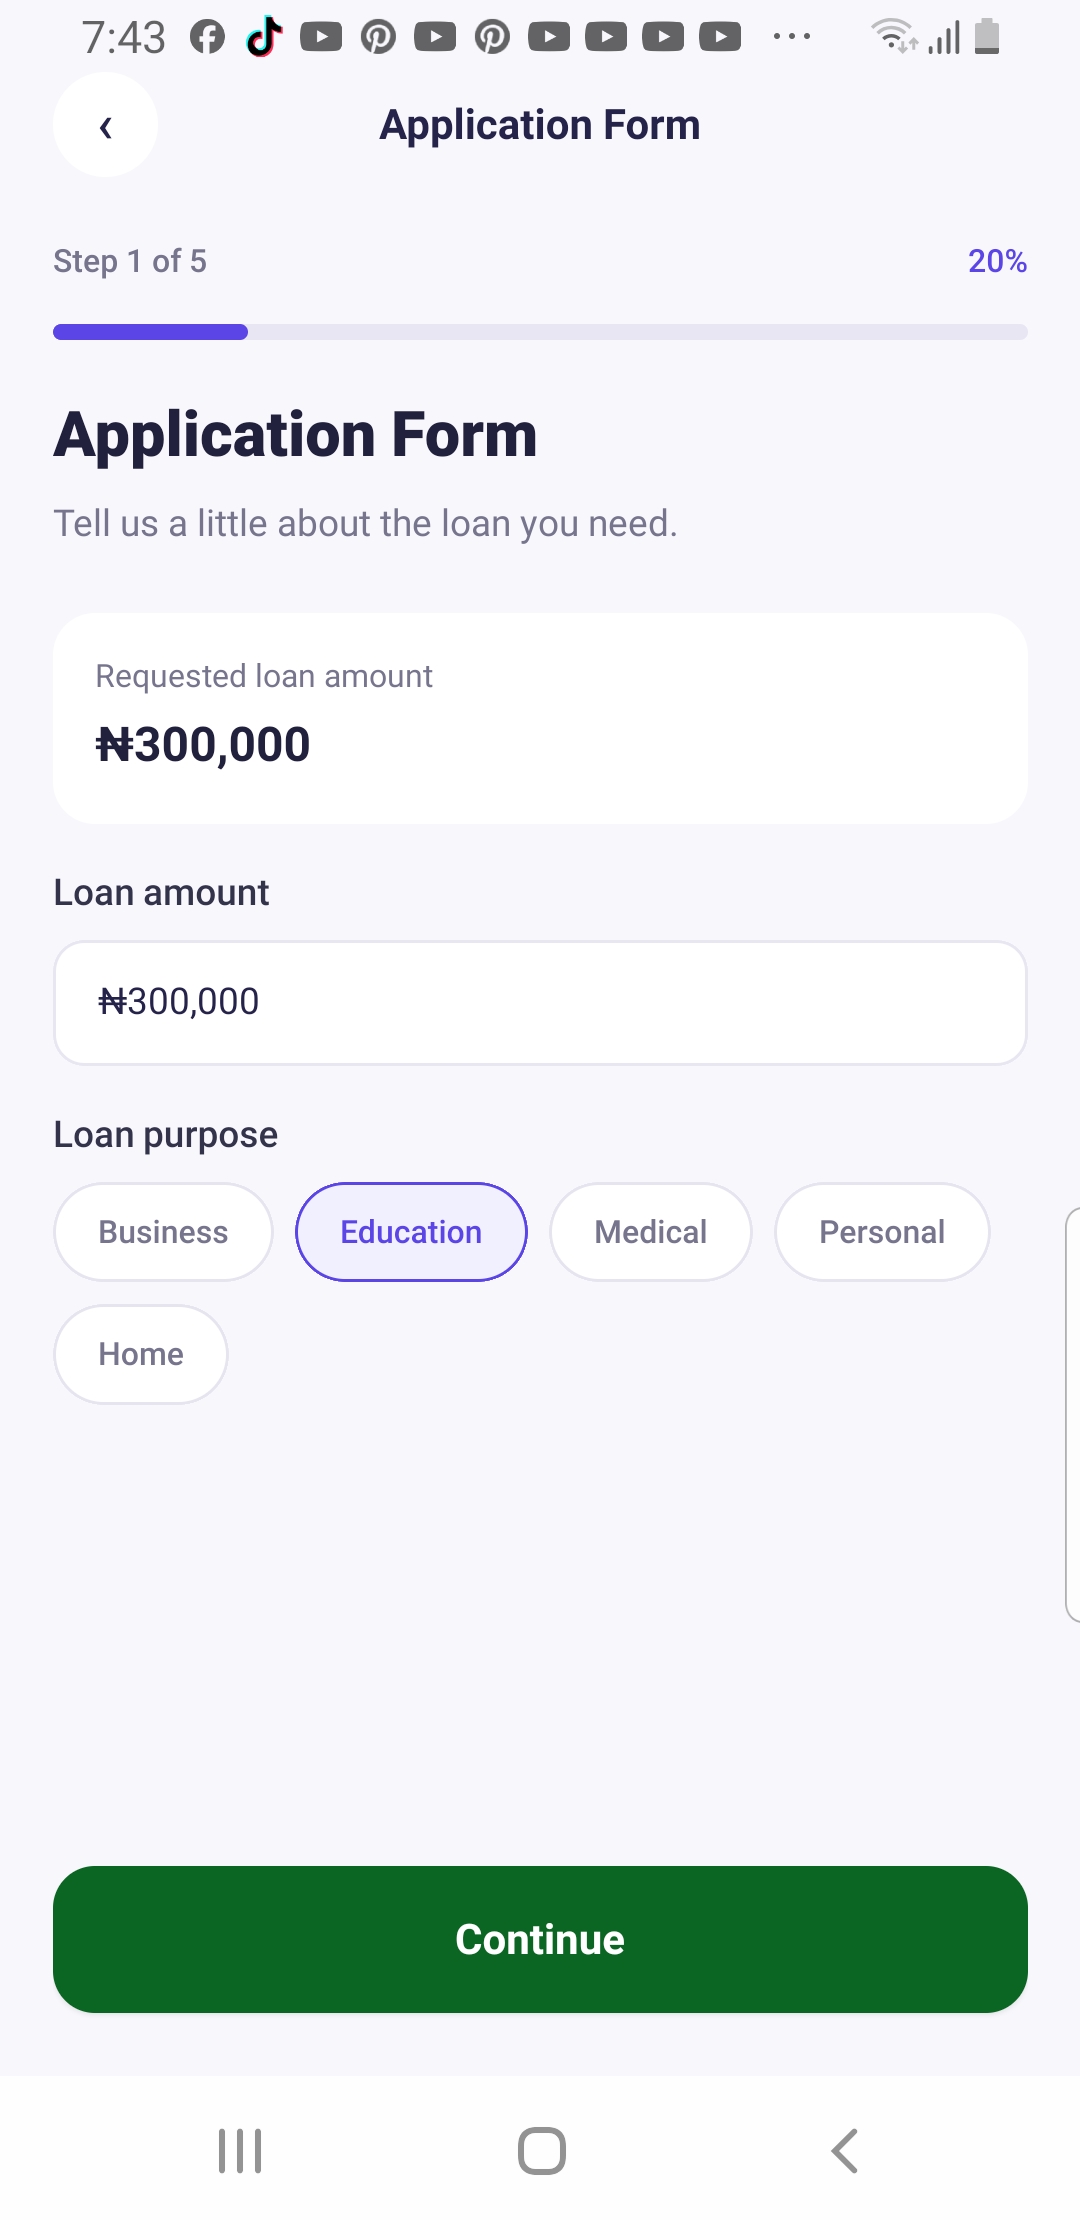 7:43
Application Form
Step 1 of 5
20%
Application Form
Tell us a little about the loan you need.
Requested loan amount
₦300,000
Loan amount
₦300,000
Loan purpose
Business
Education
Medical
Personal
Home
Continue